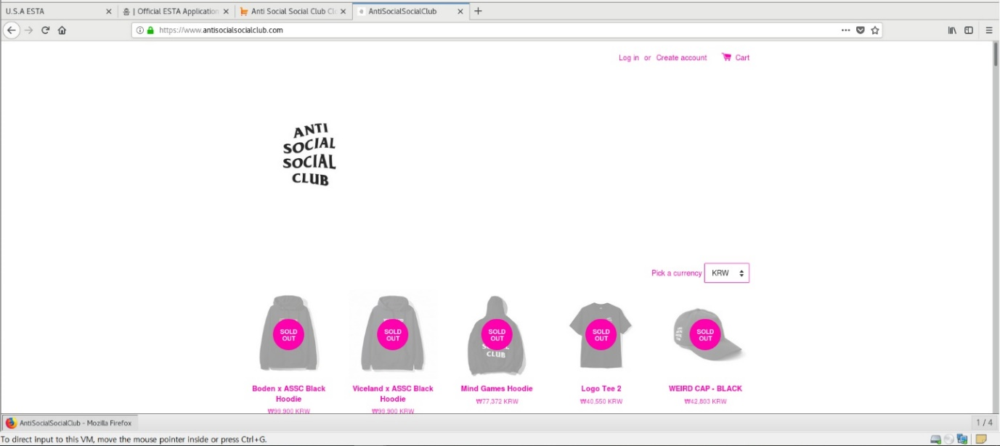 U.S.A ESTA
홈 | Official ESTA Application
Anti Social Social Club Cl
AntiSocialSocialClub
https://www.antisocialsocialclub.com
Log in or Create account Cart
ANTI
SOCIAL
SOCIAL
CLUB
Pick a currency KRW
SOLD OUT
SOLD OUT
SOLD OUT
CLUB
SOLD OUT
SOLD OUT
Boden x ASSC Black
Hoodie
₩99,900 KRW
Viceland x ASSC Black
Hoodie
₩99,900 KRW
Mind Games Hoodie
₩77,372 KRW
Logo Tee 2
₩40,550 KRW
WEIRD CAP - BLACK
₩42,803 KRW
AntiSocialSocialClub - Mozilla Firefox
1 / 4
To direct input to this VM, move the mouse pointer inside or press Ctrl+G.